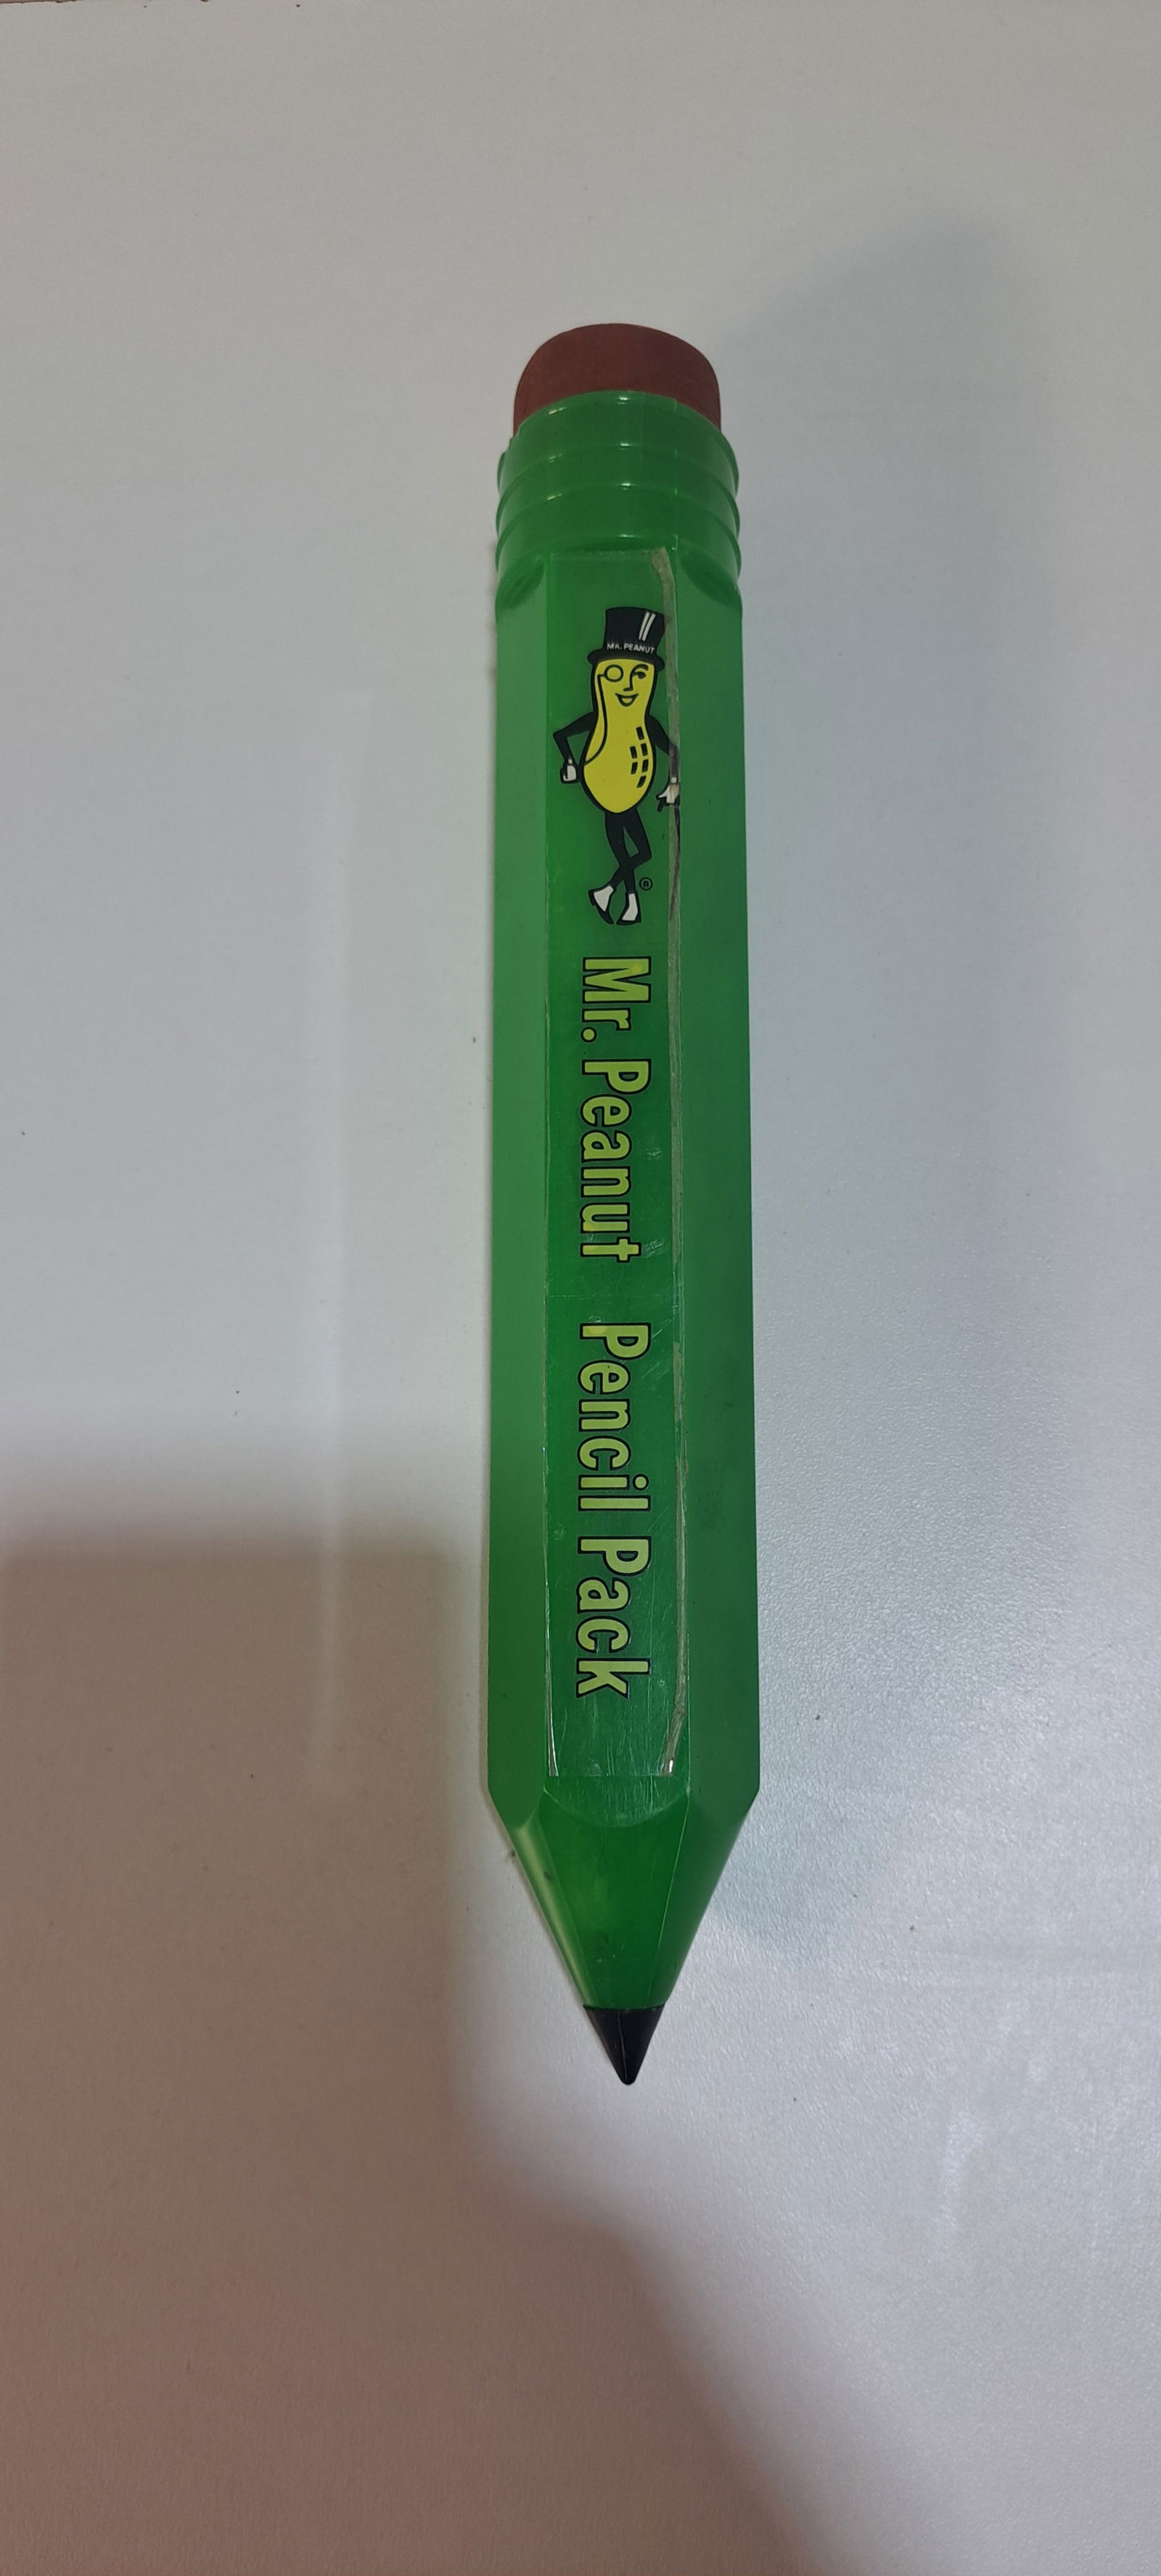 MR. PEANUT
®
Mr. Peanut Pencil Pack